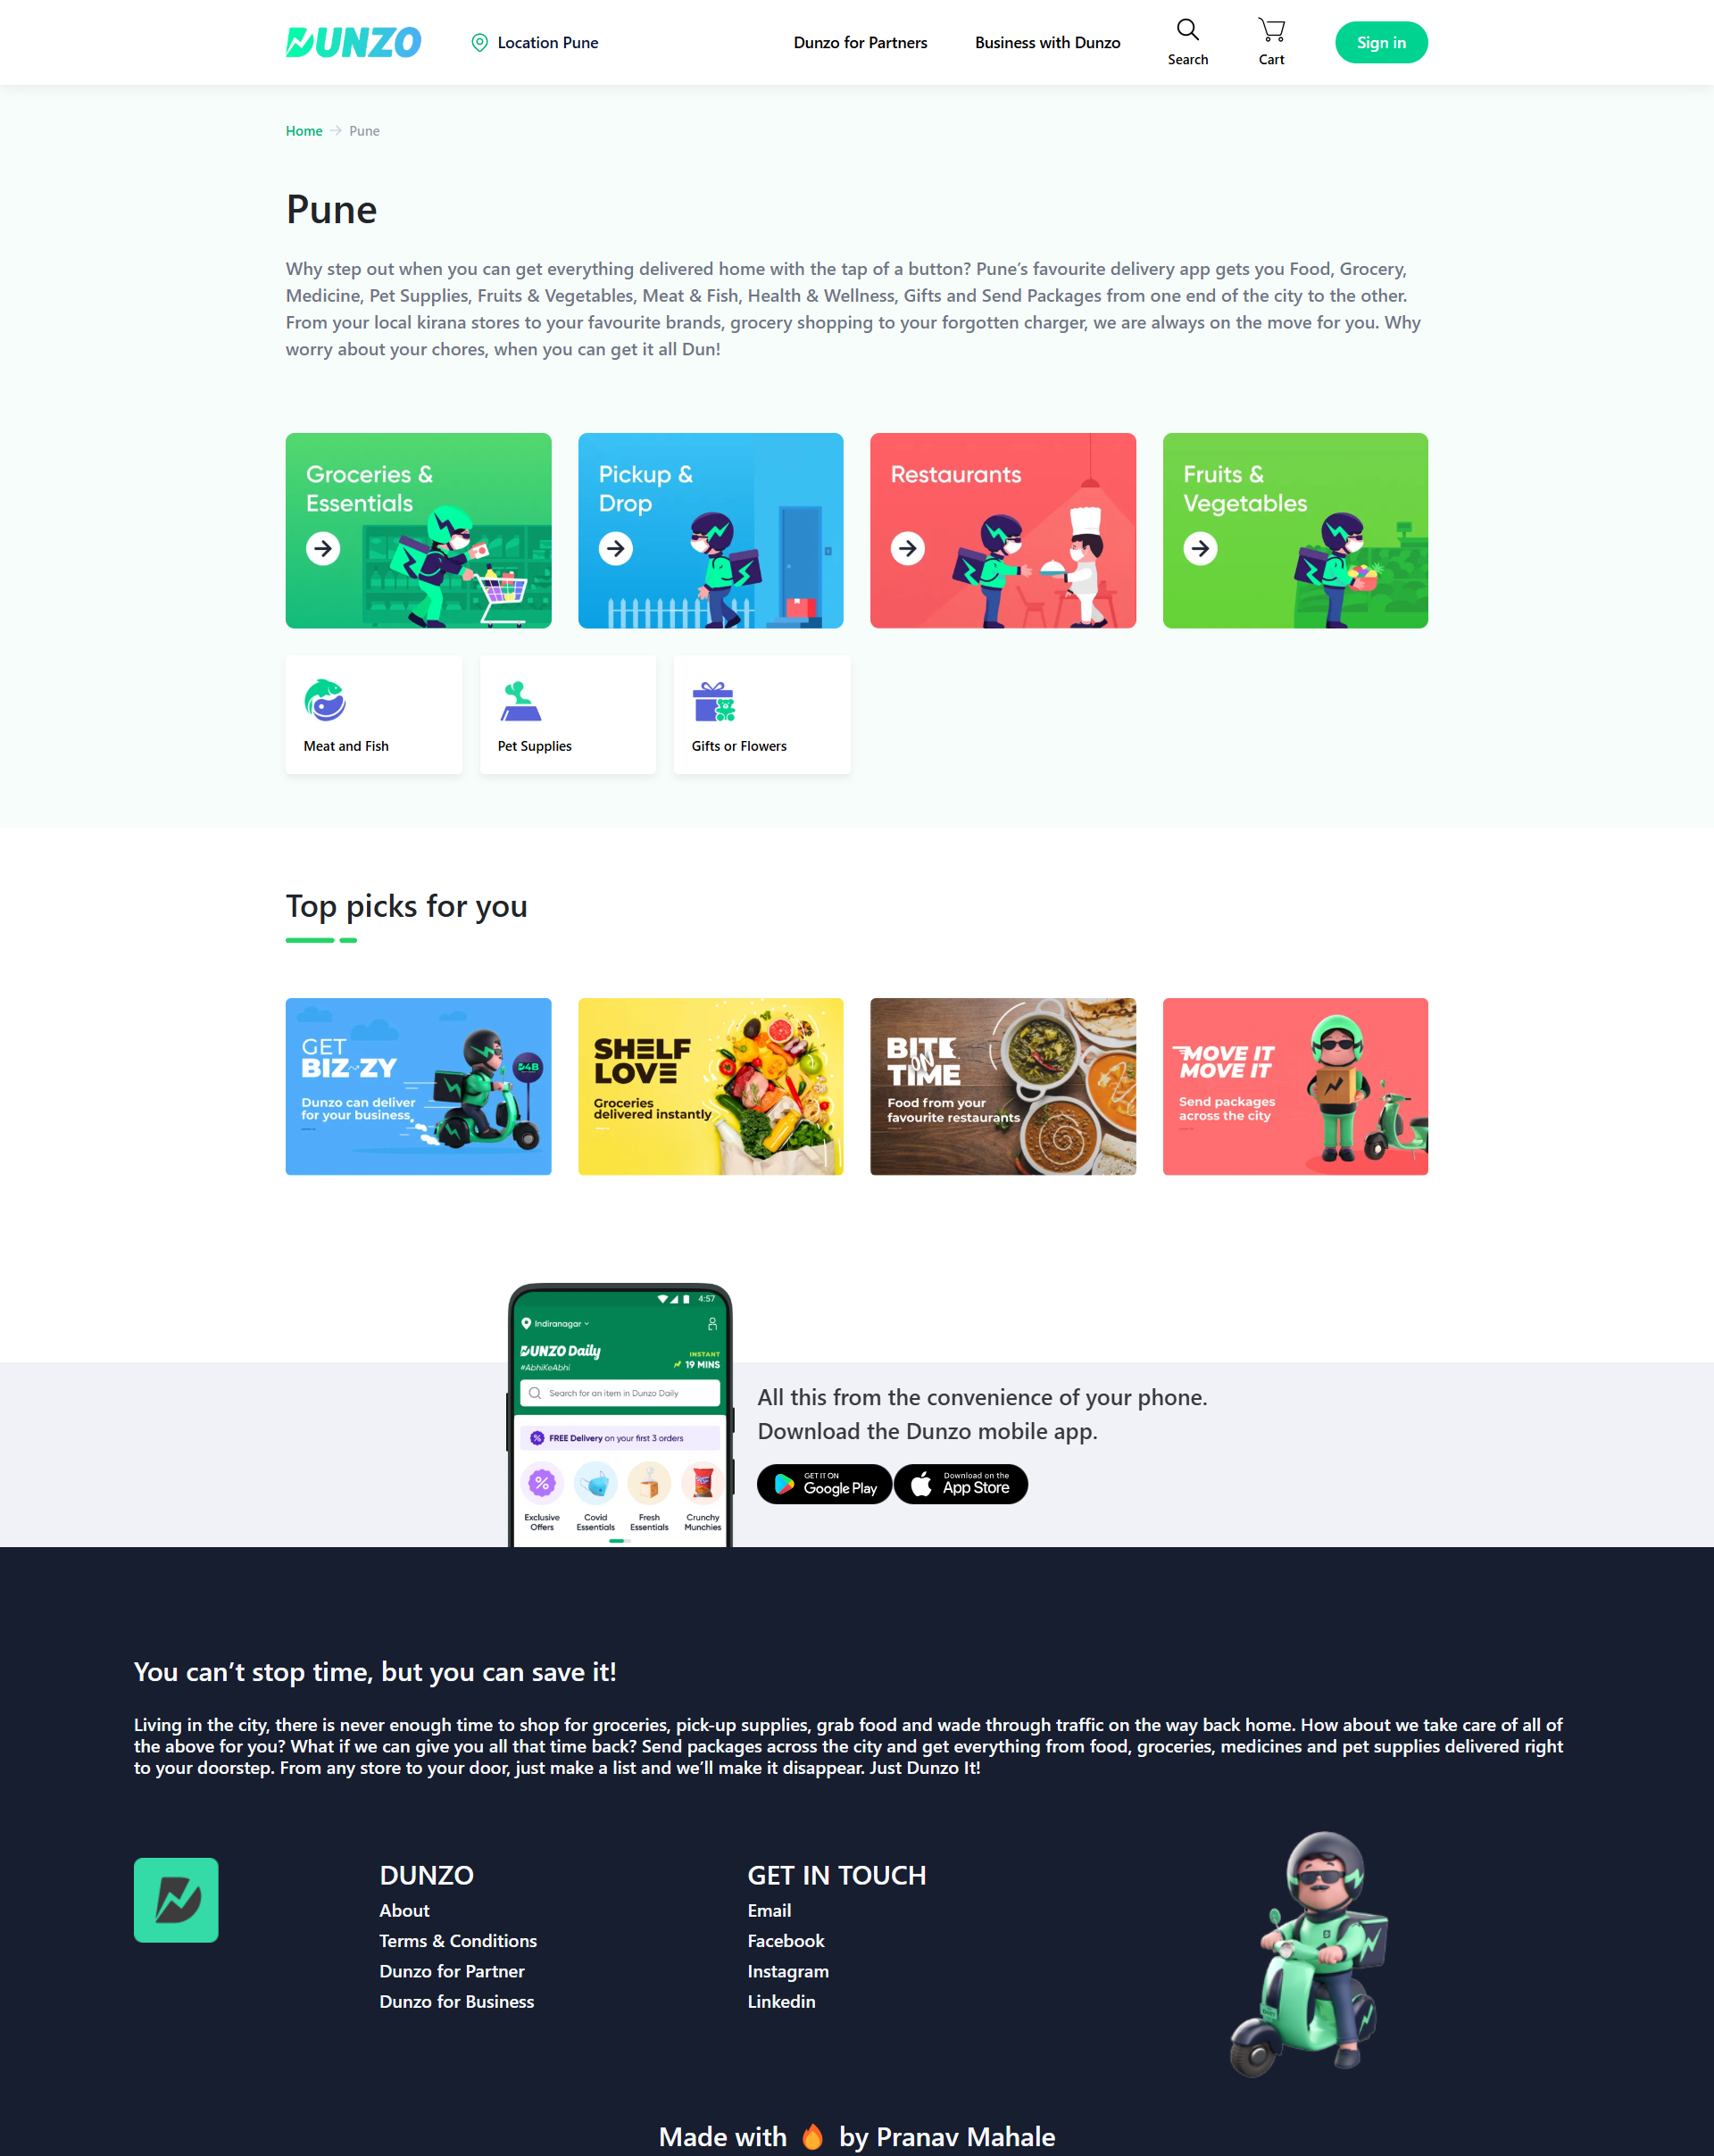 DUNZO
Location Pune
Dunzo for Partners
Business with Dunzo
Search
Cart
Sign in
Home
Pune
Pune
Why step out when you can get everything delivered home with the tap of a button? Pune’s favourite delivery app gets you Food, Grocery,
Medicine, Pet Supplies, Fruits & Vegetables, Meat & Fish, Health & Wellness, Gifts and Send Packages from one end of the city to the other.
From your local kirana stores to your favourite brands, grocery shopping to your forgotten charger, we are always on the move for you. Why
worry about your chores, when you can get it all Dun!
Groceries &
Essentials
Pickup &
Drop
Restaurants
Fruits &
Vegetables
Meat and Fish
Pet Supplies
Gifts or Flowers
Top picks for you
GET
BIZ~ZY
Dunzo can deliver
for your business.
D4B
SHELF
LOVE
Groceries
delivered instantly
BITE
ON
TIME
Food from your
favourite restaurants
MOVE IT
MOVE IT
Send packages
across the city
4:57
Indiranagar
DUNZO Daily
#AbhiKeAbhi
INSTANT
19 MINS
Search for an item in Dunzo Daily
FREE Delivery on your first 3 orders
Exclusive
Offers
Covid
Essentials
Fresh
Essentials
Crunchy
Munchies
All this from the convenience of your phone.
Download the Dunzo mobile app.
GET IT ON
Google Play
Download on the
App Store
You can’t stop time, but you can save it!
Living in the city, there is never enough time to shop for groceries, pick-up supplies, grab food and wade through traffic on the way back home. How about we take care of all of
the above for you? What if we can give you all that time back? Send packages across the city and get everything from food, groceries, medicines and pet supplies delivered right
to your doorstep. From any store to your door, just make a list and we’ll make it disappear. Just Dunzo It!
DUNZO
About
Terms & Conditions
Dunzo for Partner
Dunzo for Business
GET IN TOUCH
Email
Facebook
Instagram
Linkedin
Made with 🔥 by Pranav Mahale